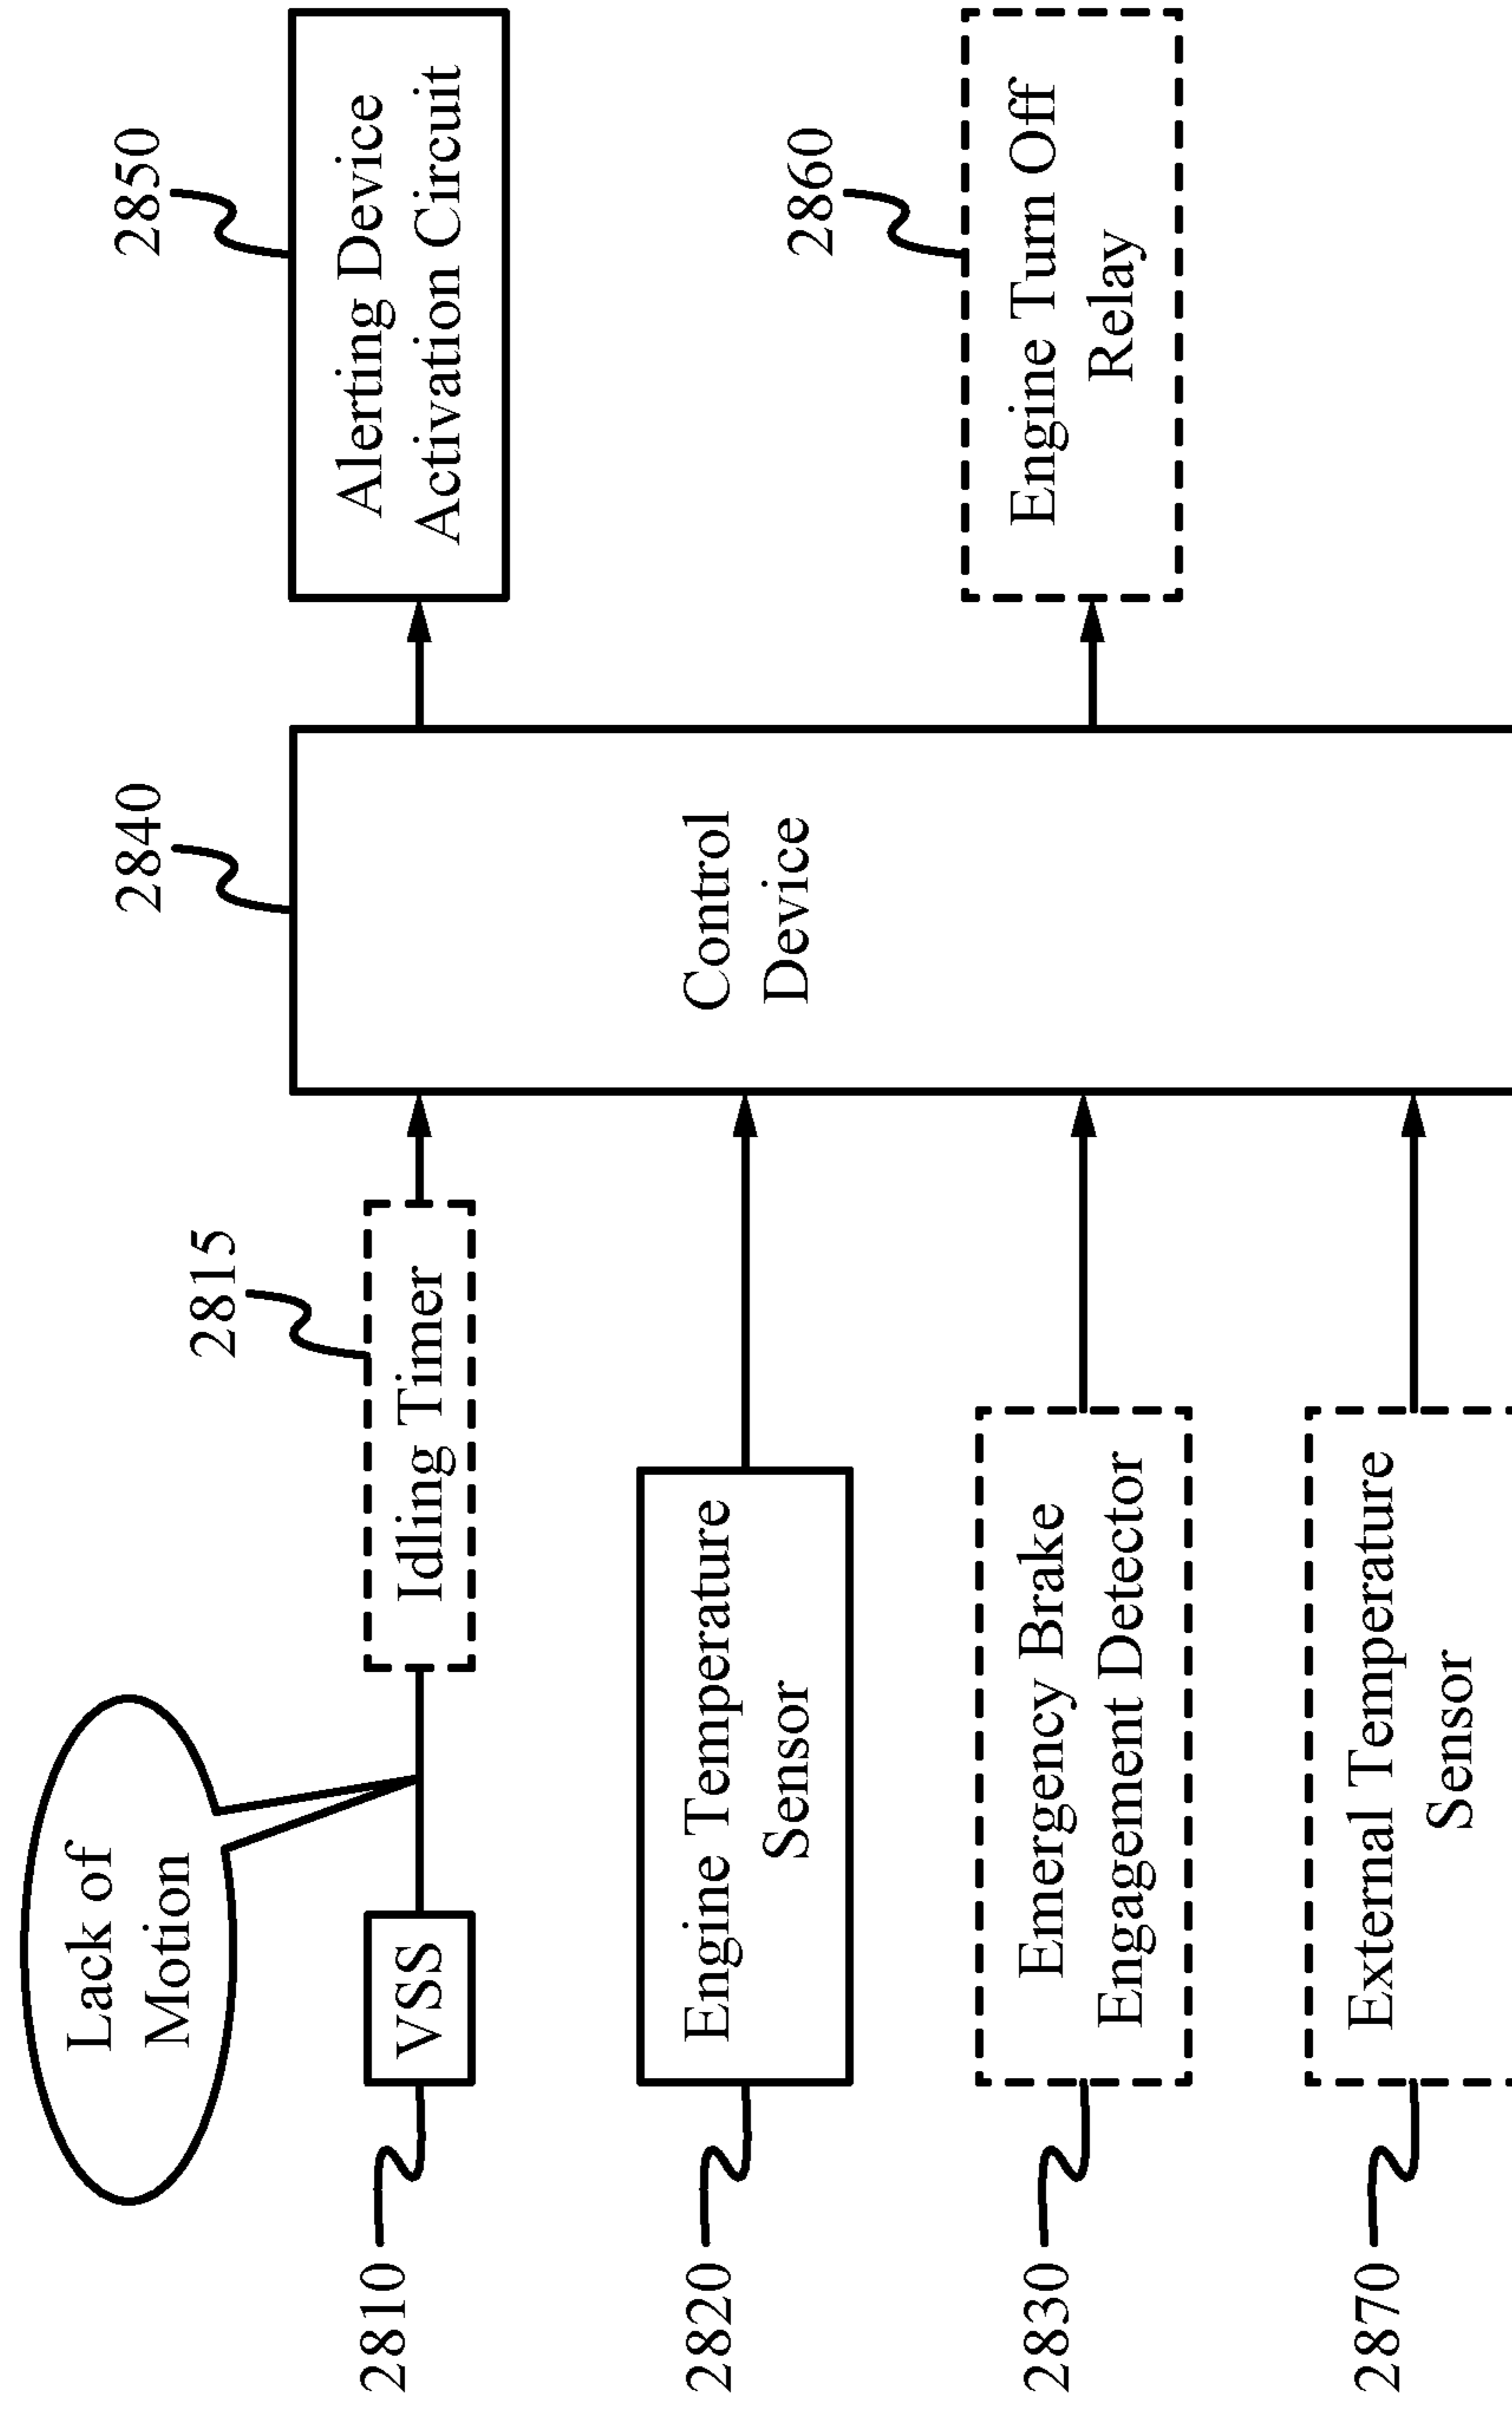 Lack of
Motion
2810
VSS
Idling Timer
2815
2820
Engine Temperature
Sensor
2830
Emergency Brake
Engagement Detector
2870
External Temperature
Sensor
2840
Control
Device
2850
Alerting Device
Activation Circuit
2860
Engine Turn Off
Relay